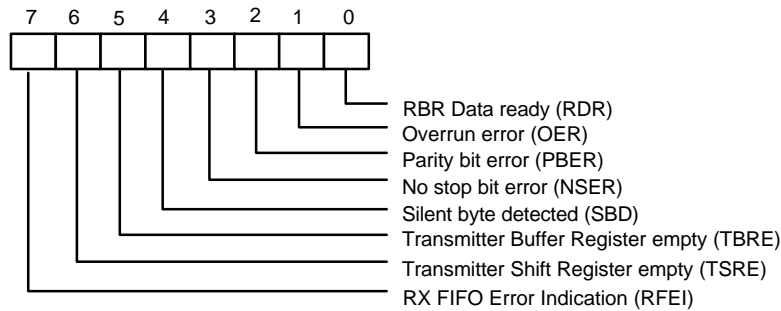 7 6 5 4 3 2 1 0
RBR Data ready (RDR)
Overrun error (OER)
Parity bit error (PBER)
No stop bit error (NSER)
Silent byte detected (SBD)
Transmitter Buffer Register empty (TBRE)
Transmitter Shift Register empty (TSRE)
RX FIFO Error Indication (RFEI)